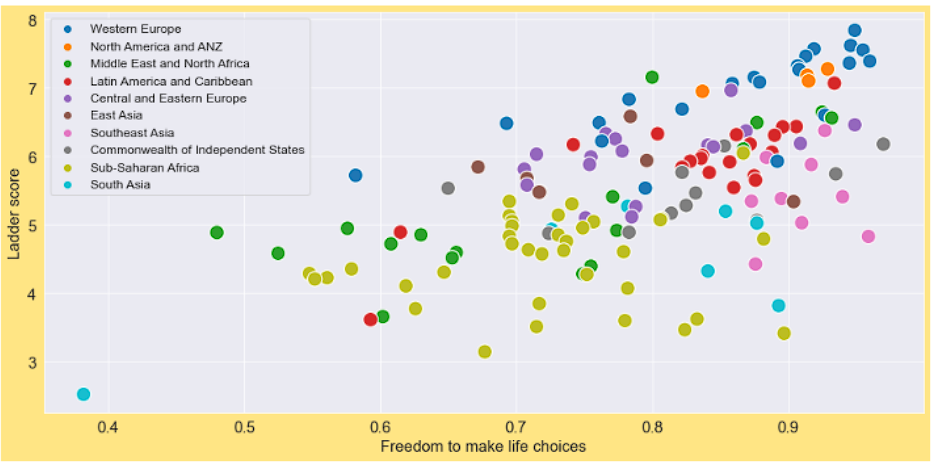 8
7
6
5
4
3
Ladder score
Western Europe
North America and ANZ
Middle East and North Africa
Latin America and Caribbean
Central and Eastern Europe
East Asia
Southeast Asia
Commonwealth of Independent States
Sub-Saharan Africa
South Asia
0.4 0.5 0.6 0.7 0.8 0.9
Freedom to make life choices